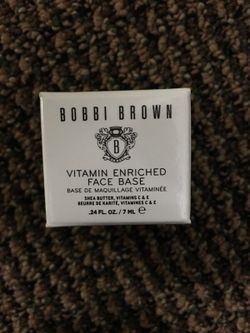 BOBBI BROWN
B
VITAMIN ENRICHED
FACE BASE
BASE DE MAQUILLAGE VITAMINÉE
SHEA BUTTER, VITAMINS C & E
BEURRE DE KARITÉ, VITAMINES C & E
.24 FL. OZ. / 7 ML ℮